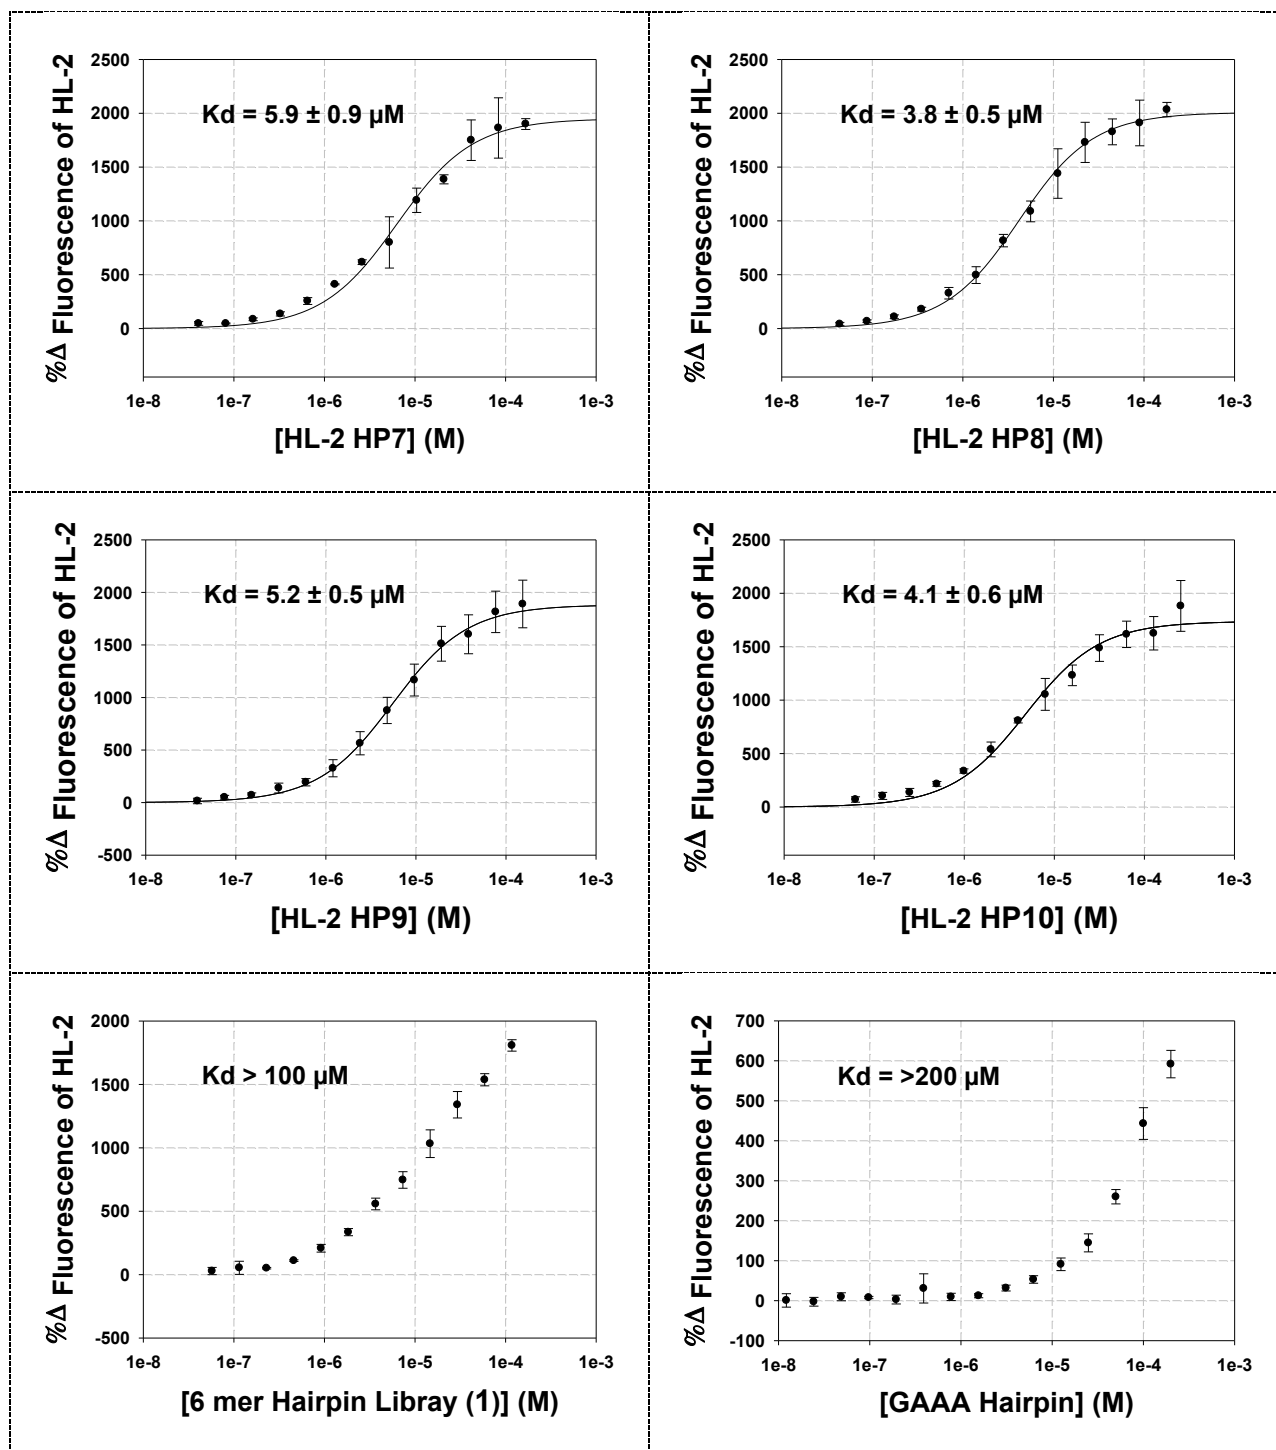 %Δ Fluorescence of HL-2
2500
2000
1500
1000
500
0
Kd = 5.9 ± 0.9 µM
1e-8 1e-7 1e-6 1e-5 1e-4 1e-3
[HL-2 HP7] (M)
%Δ Fluorescence of HL-2
2500
2000
1500
1000
500
0
Kd = 3.8 ± 0.5 µM
1e-8 1e-7 1e-6 1e-5 1e-4 1e-3
[HL-2 HP8] (M)
%Δ Fluorescence of HL-2
2500
2000
1500
1000
500
0
-500
Kd = 5.2 ± 0.5 µM
1e-8 1e-7 1e-6 1e-5 1e-4 1e-3
[HL-2 HP9] (M)
%Δ Fluorescence of HL-2
2500
2000
1500
1000
500
0
Kd = 4.1 ± 0.6 µM
1e-8 1e-7 1e-6 1e-5 1e-4 1e-3
[HL-2 HP10] (M)
%Δ Fluorescence of HL-2
2000
1500
1000
500
0
-500
Kd > 100 µM
1e-8 1e-7 1e-6 1e-5 1e-4 1e-3
[6 mer Hairpin Libray (1)] (M)
%Δ Fluorescence of HL-2
700
600
500
400
300
200
100
0
-100
Kd = >200 µM
1e-8 1e-7 1e-6 1e-5 1e-4 1e-3
[GAAA Hairpin] (M)